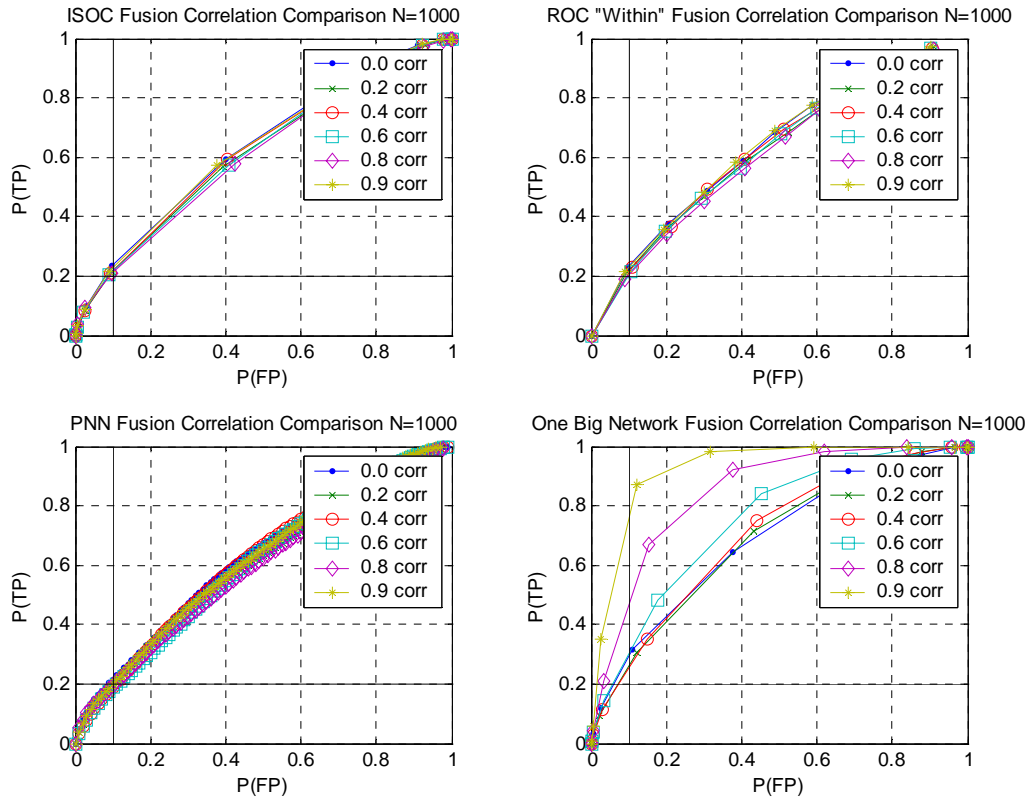 ISOC Fusion Correlation Comparison N=1000
P(TP)
1
0.8
0.6
0.4
0.2
0
0.0 corr
0.2 corr
0.4 corr
0.6 corr
0.8 corr
0.9 corr
0 0.2 0.4 0.6 0.8 1
P(FP)
ROC "Within" Fusion Correlation Comparison N=1000
P(TP)
1
0.8
0.6
0.4
0.2
0
0.0 corr
0.2 corr
0.4 corr
0.6 corr
0.8 corr
0.9 corr
0 0.2 0.4 0.6 0.8 1
P(FP)
PNN Fusion Correlation Comparison N=1000
P(TP)
1
0.8
0.6
0.4
0.2
0
0.0 corr
0.2 corr
0.4 corr
0.6 corr
0.8 corr
0.9 corr
0 0.2 0.4 0.6 0.8 1
P(FP)
One Big Network Fusion Correlation Comparison N=1000
P(TP)
1
0.8
0.6
0.4
0.2
0
0.0 corr
0.2 corr
0.4 corr
0.6 corr
0.8 corr
0.9 corr
0 0.2 0.4 0.6 0.8 1
P(FP)